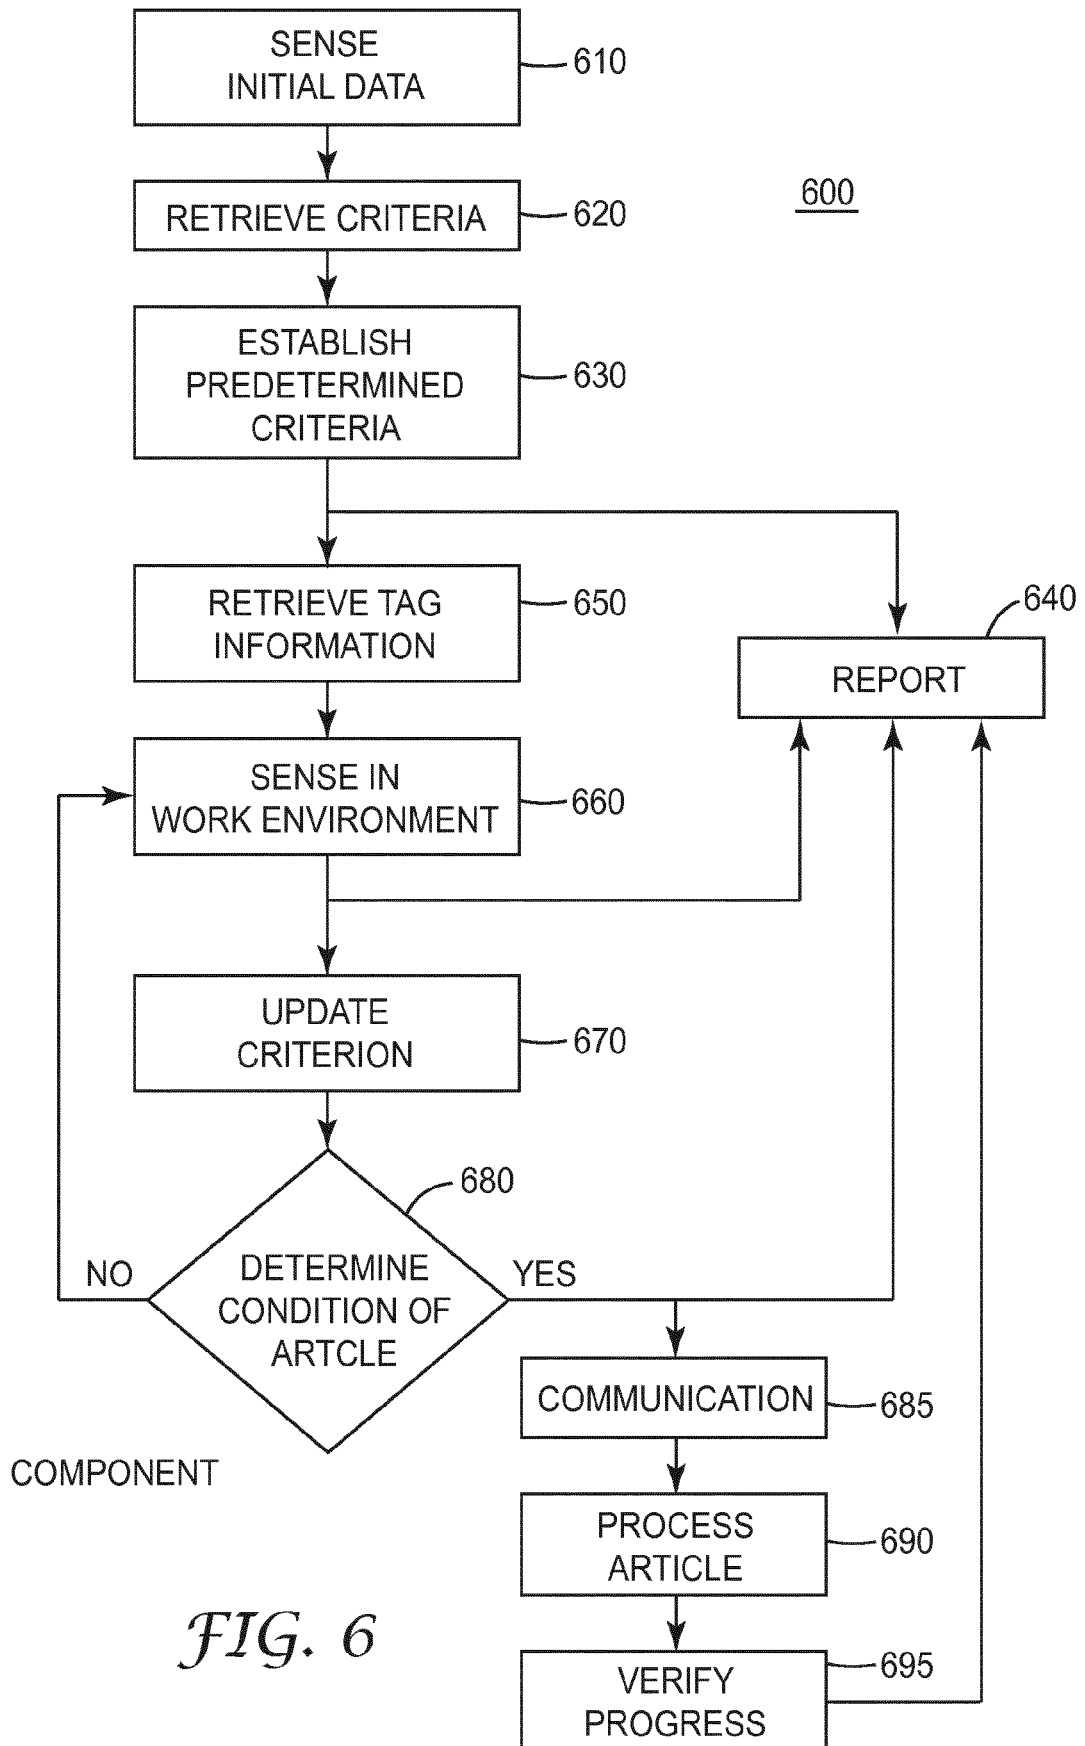 SENSE
INITIAL DATA
610
600
RETRIEVE CRITERIA
620
ESTABLISH
PREDETERMINED
CRITERIA
630
RETRIEVE TAG
INFORMATION
650
640
REPORT
SENSE IN
WORK ENVIRONMENT
660
UPDATE
CRITERION
670
680
NO
DETERMINE
CONDITION OF
ARTCLE
YES
COMMUNICATION
685
COMPONENT
PROCESS
ARTICLE
690
FIG. 6
VERIFY
PROGRESS
695